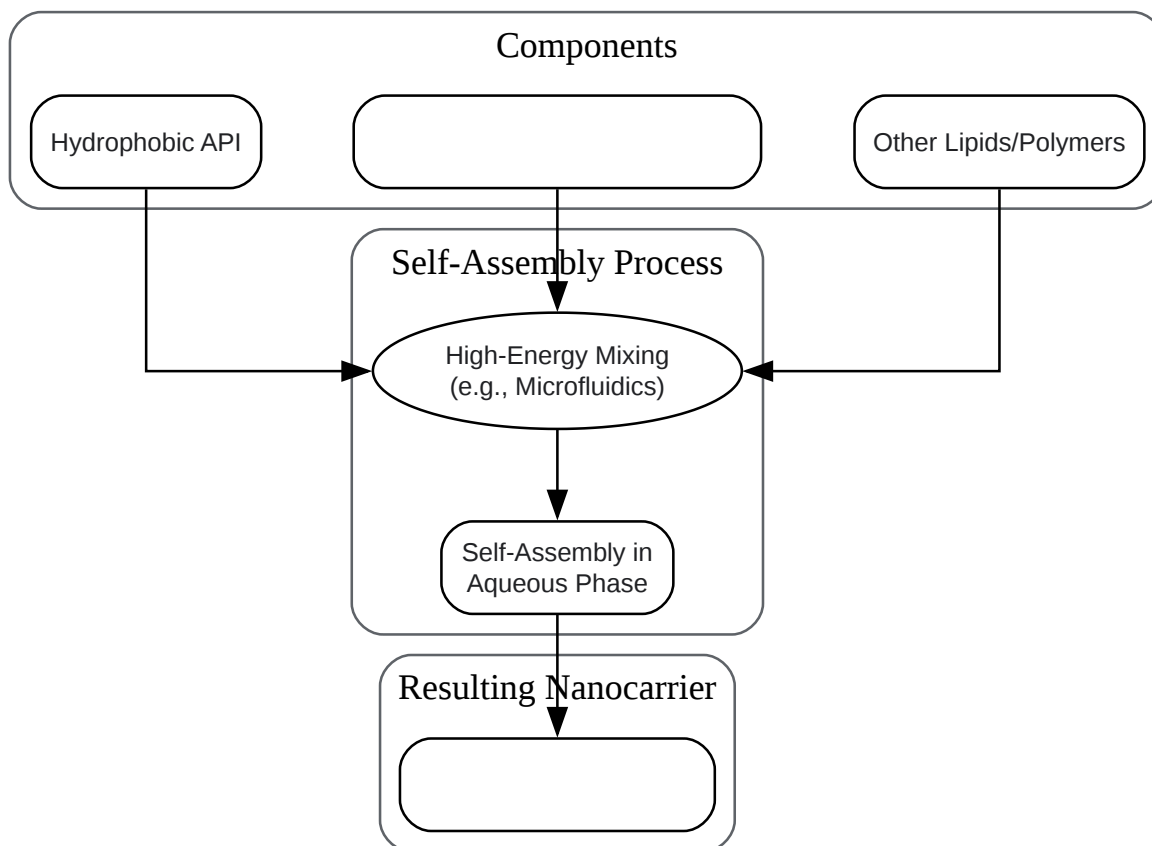 Components
Hydrophobic API
Other Lipids/Polymers
Self-Assembly Process
High-Energy Mixing
(e.g., Microfluidics)
Self-Assembly in
Aqueous Phase
Resulting Nanocarrier